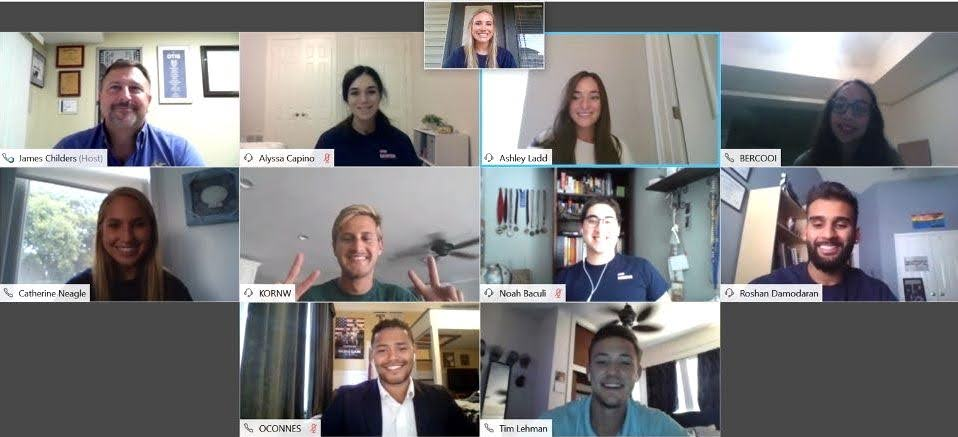 James Childers (Host)
Alyssa Capino
Ashley Ladd
BERCOOI
Catherine Neagle
KORNW
Noah Baculi
Roshan Damodaran
OCONNES
Tim Lehman